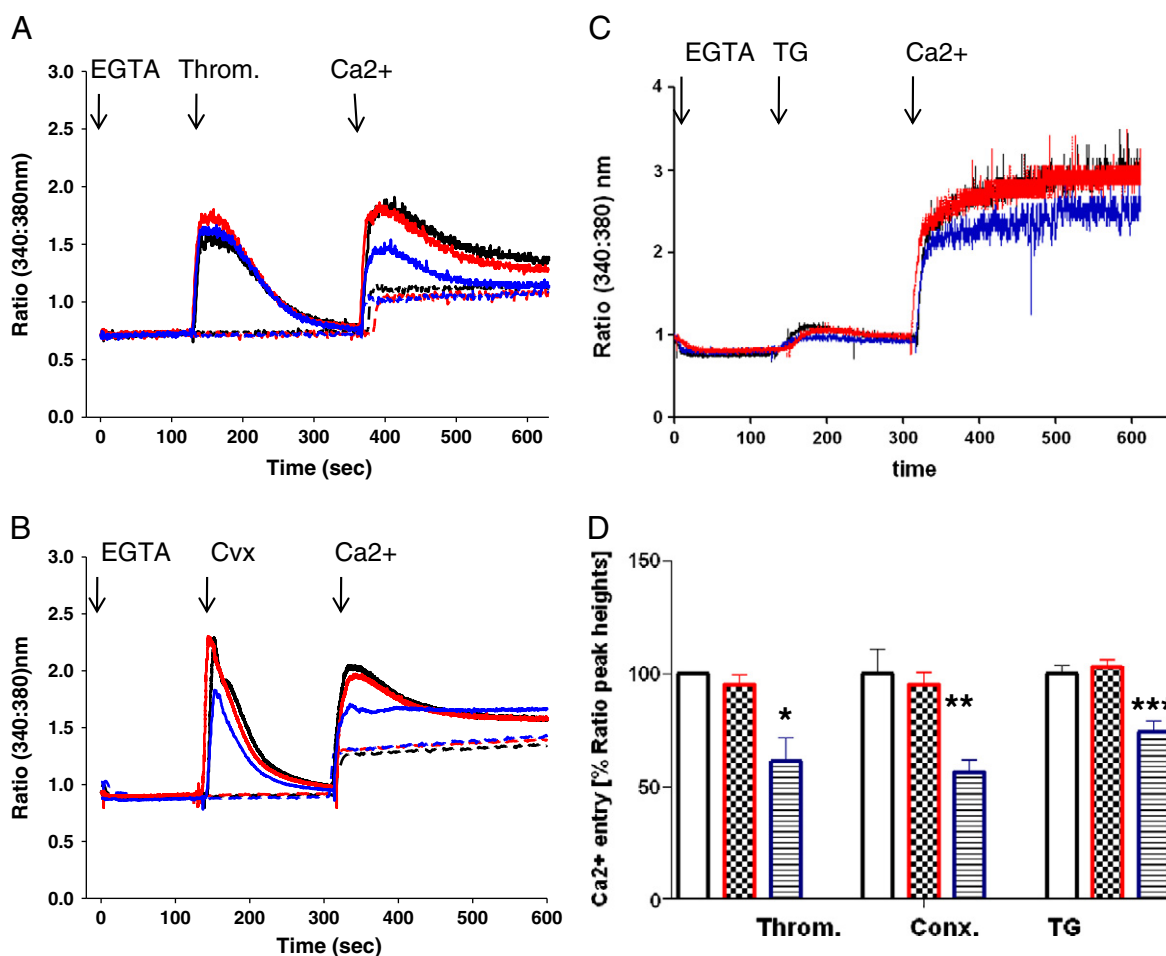 A
EGTA Throm. Ca2+
3.0
2.5
2.0
1.5
1.0
0.5
0.0
Ratio (340:380nm)
0 100 200 300 400 500 600
Time (sec)
B
EGTA Cvx Ca2+
3.0
2.5
2.0
1.5
1.0
0.5
0.0
Ratio (340:380)nm
0 100 200 300 400 500 600
Time (sec)
C
EGTA TG Ca2+
4
3
2
1
0
Ratio (340:380) nm
0 100 200 300 400 500 600
time
D
150
100
50
0
Ca2+ entry [% Ratio peak heights]
* ** ***
Throm. Conx. TG